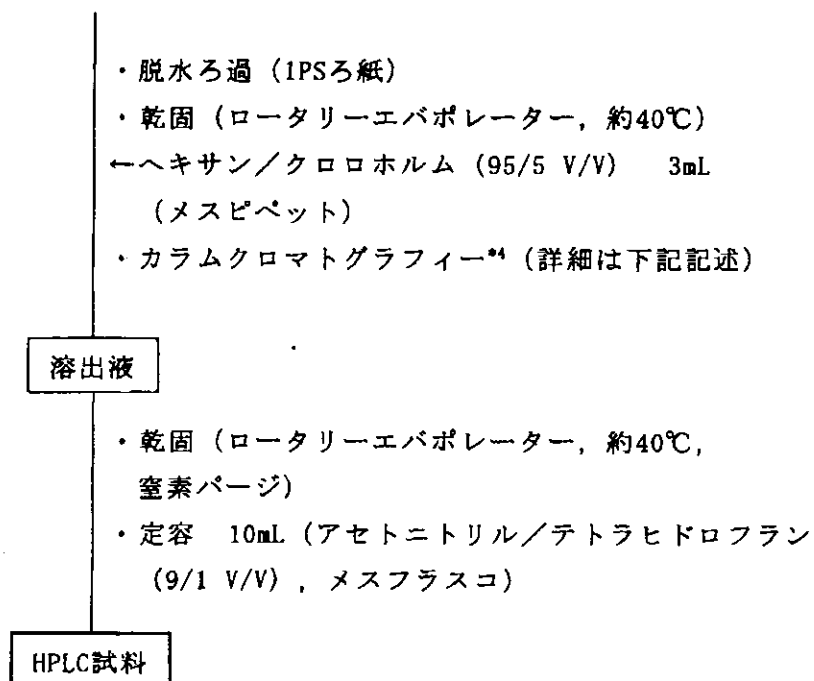 ・脱水ろ過（1PSろ紙）
・乾固（ロータリーエバポレーター，約40℃）
←ヘキサン／クロロホルム（95/5 V/V） 3mL
（メスピペット）
・カラムクロマトグラフィー*4（詳細は下記記述）
溶出液
・乾固（ロータリーエバポレーター，約40℃，
窒素パージ）
・定容 10mL（アセトニトリル／テトラヒドロフラン
（9/1 V/V），メスフラスコ）
HPLC試料